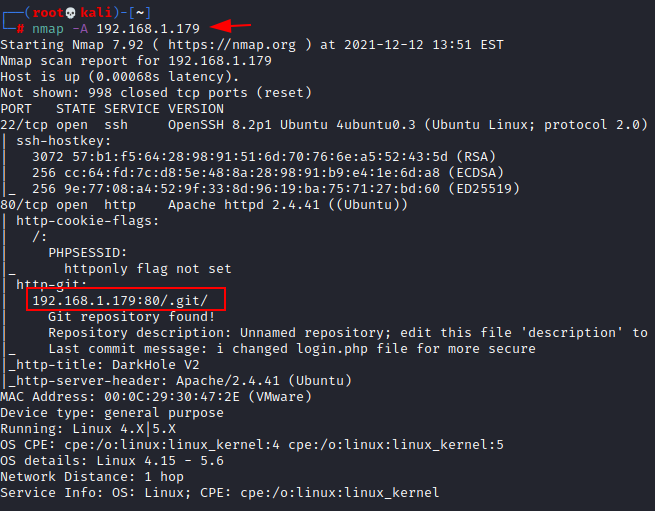 ┌──(root💀kali)-[~]
└─# nmap -A 192.168.1.179
Starting Nmap 7.92 ( https://nmap.org ) at 2021-12-12 13:51 EST
Nmap scan report for 192.168.1.179
Host is up (0.00068s latency).
Not shown: 998 closed tcp ports (reset)
PORT   STATE SERVICE VERSION
22/tcp open  ssh     OpenSSH 8.2p1 Ubuntu 4ubuntu0.3 (Ubuntu Linux; protocol 2.0)
| ssh-hostkey:
|   3072 57:b1:f5:64:28:98:91:51:6d:70:76:6e:a5:52:43:5d (RSA)
|   256 cc:64:fd:7c:d8:5e:48:8a:28:98:91:b9:e4:1e:6d:a8 (ECDSA)
|_  256 9e:77:08:a4:52:9f:33:8d:96:19:ba:75:71:27:bd:60 (ED25519)
80/tcp open  http    Apache httpd 2.4.41 ((Ubuntu))
| http-cookie-flags:
|   /:
|     PHPSESSID:
|_      httponly flag not set
| http-git:
|   192.168.1.179:80/.git/
|     Git repository found!
|     Repository description: Unnamed repository; edit this file 'description' to
|_    Last commit message: i changed login.php file for more secure
|_http-title: DarkHole V2
|_http-server-header: Apache/2.4.41 (Ubuntu)
MAC Address: 00:0C:29:30:47:2E (VMware)
Device type: general purpose
Running: Linux 4.X|5.X
OS CPE: cpe:/o:linux:linux_kernel:4 cpe:/o:linux:linux_kernel:5
OS details: Linux 4.15 - 5.6
Network Distance: 1 hop
Service Info: OS: Linux; CPE: cpe:/o:linux:linux_kernel